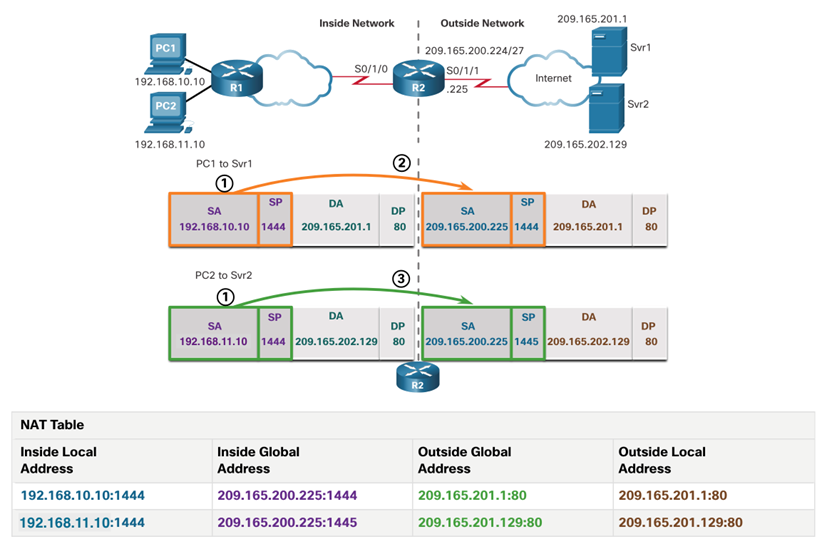 209.165.201.1
Inside Network
Outside Network
PC1
209.165.200.224/27
Svr1
192.168.10.10
R1
S0/1/0
R2
S0/1/1
.225
Internet
PC2
Svr2
192.168.11.10
209.165.202.129
PC1 to Svr1
1
2
SA SP DA DP SA SP DA DP
192.168.10.10 1444 209.165.201.1 80 209.165.200.225 1444 209.165.201.1 80
PC2 to Svr2
1
3
SA SP DA DP SA SP DA DP
192.168.11.10 1444 209.165.202.129 80 209.165.200.225 1445 209.165.202.129 80
R2
NAT Table
Inside Local Address
Inside Global Address
Outside Global Address
Outside Local Address
192.168.10.10:1444 209.165.200.225:1444 209.165.201.1:80 209.165.201.1:80
192.168.11.10:1444 209.165.200.225:1445 209.165.201.129:80 209.165.201.129:80